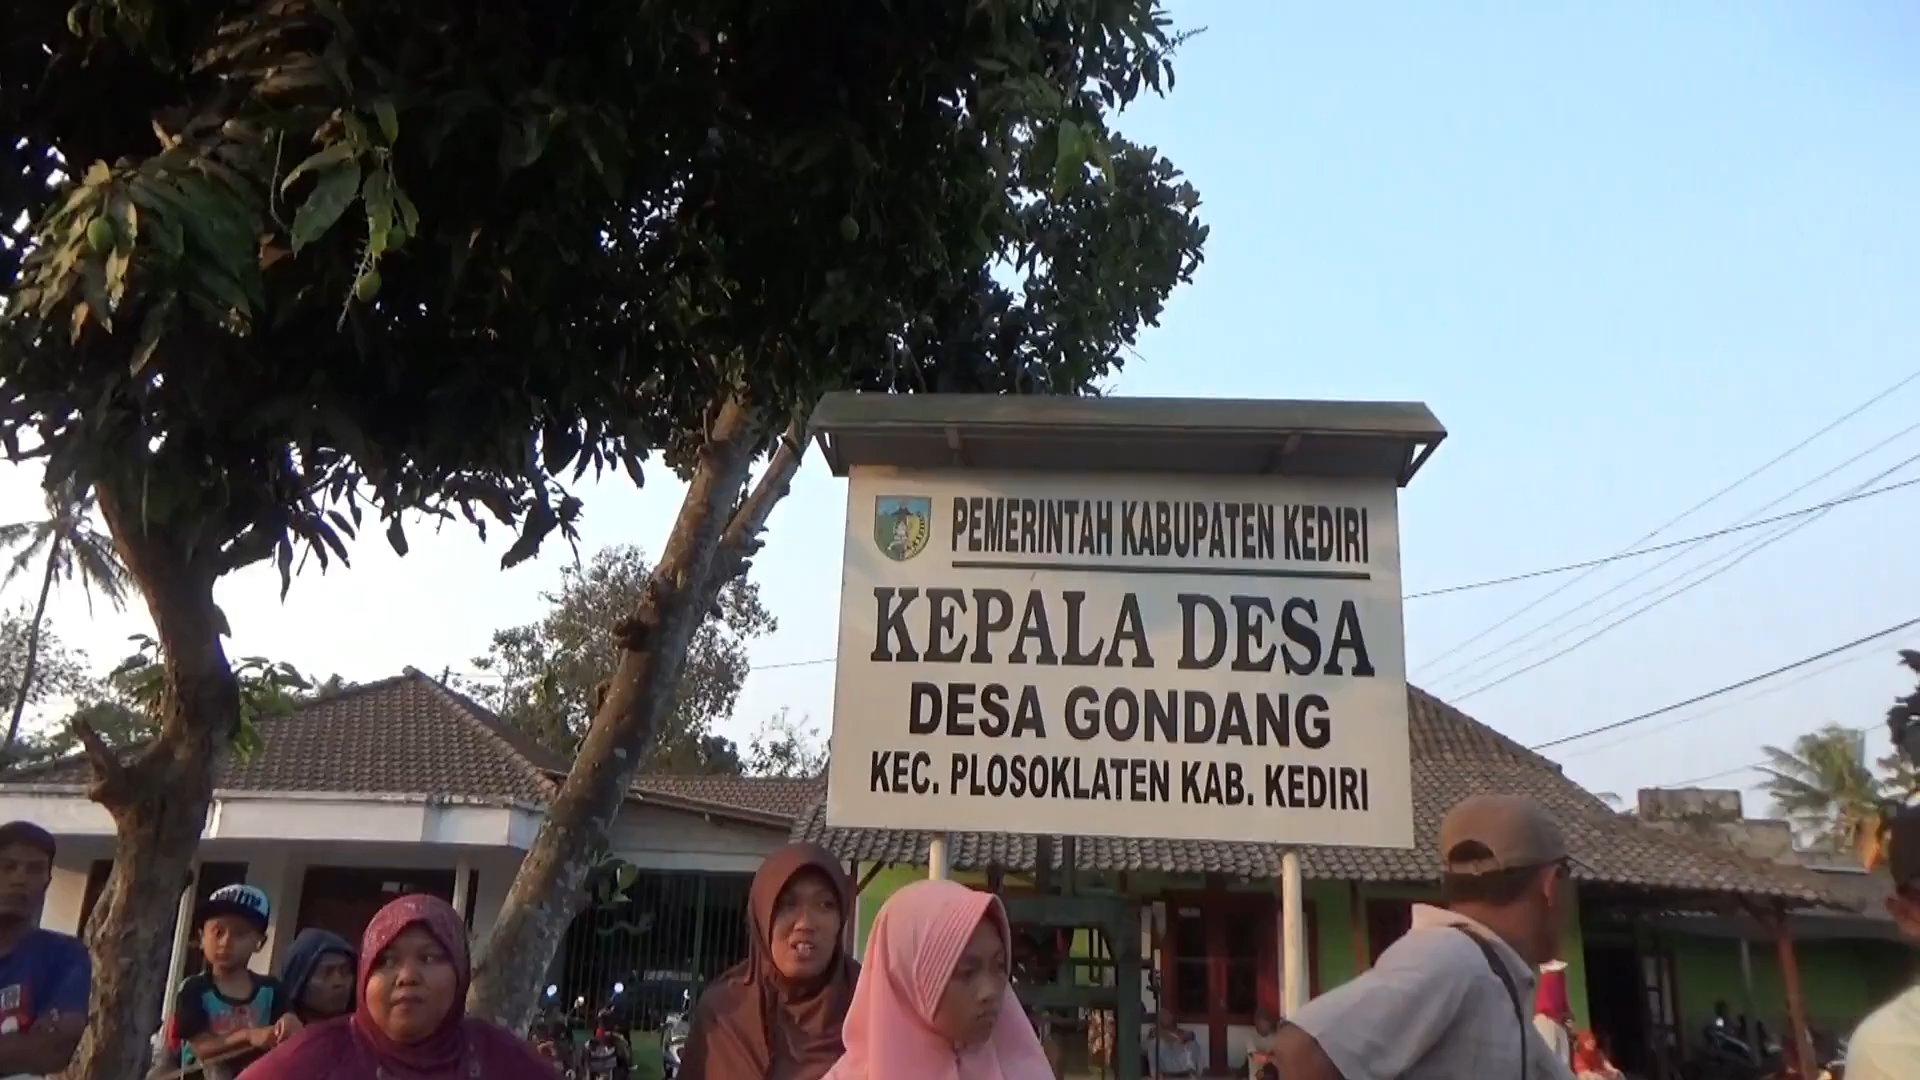 PEMERINTAH KABUPATEN KEDIRI
KEPALA DESA
DESA GONDANG
KEC. PLOSOKLATEN KAB. KEDIRI